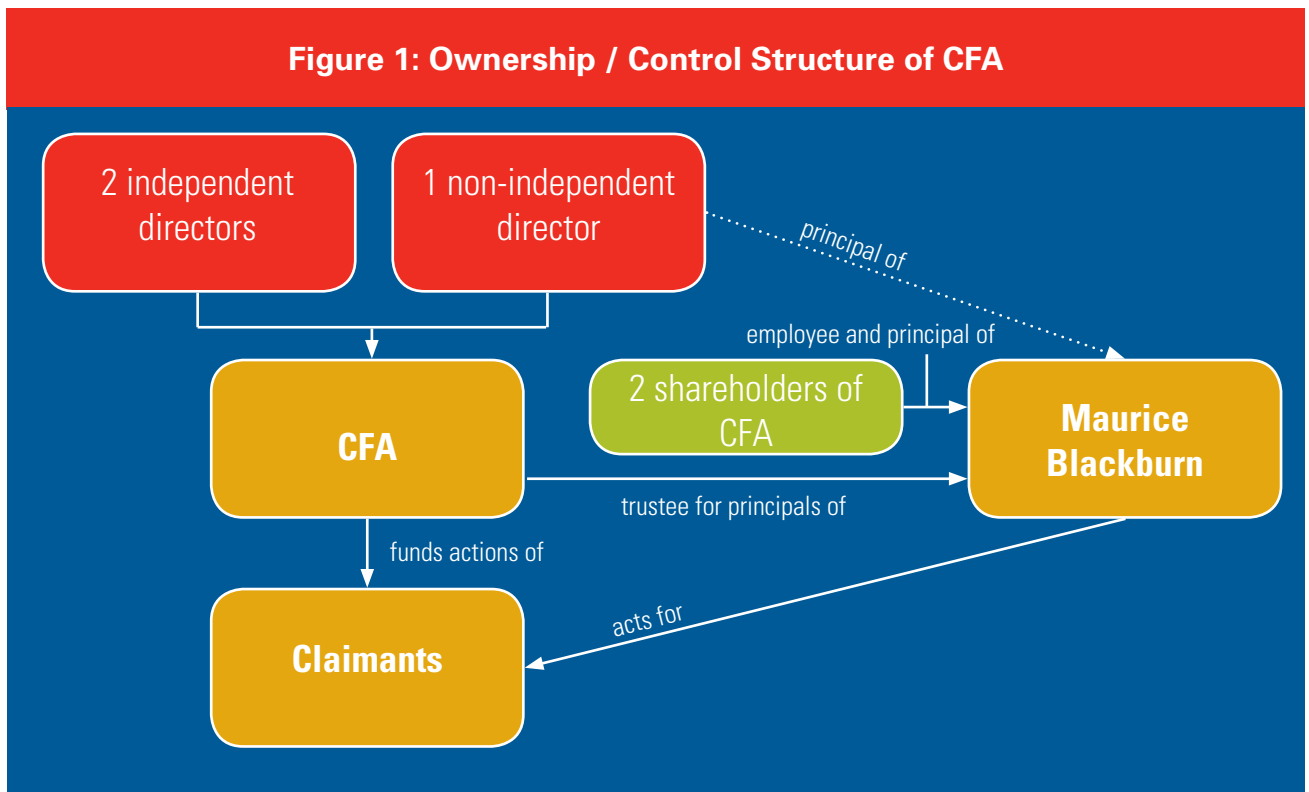 Figure 1: Ownership / Control Structure of CFA
2 independent
directors
1 non-independent
director
principal of
employee and principal of
CFA
2 shareholders of
CFA
Maurice
Blackburn
trustee for principals of
funds actions of
Claimants
acts for